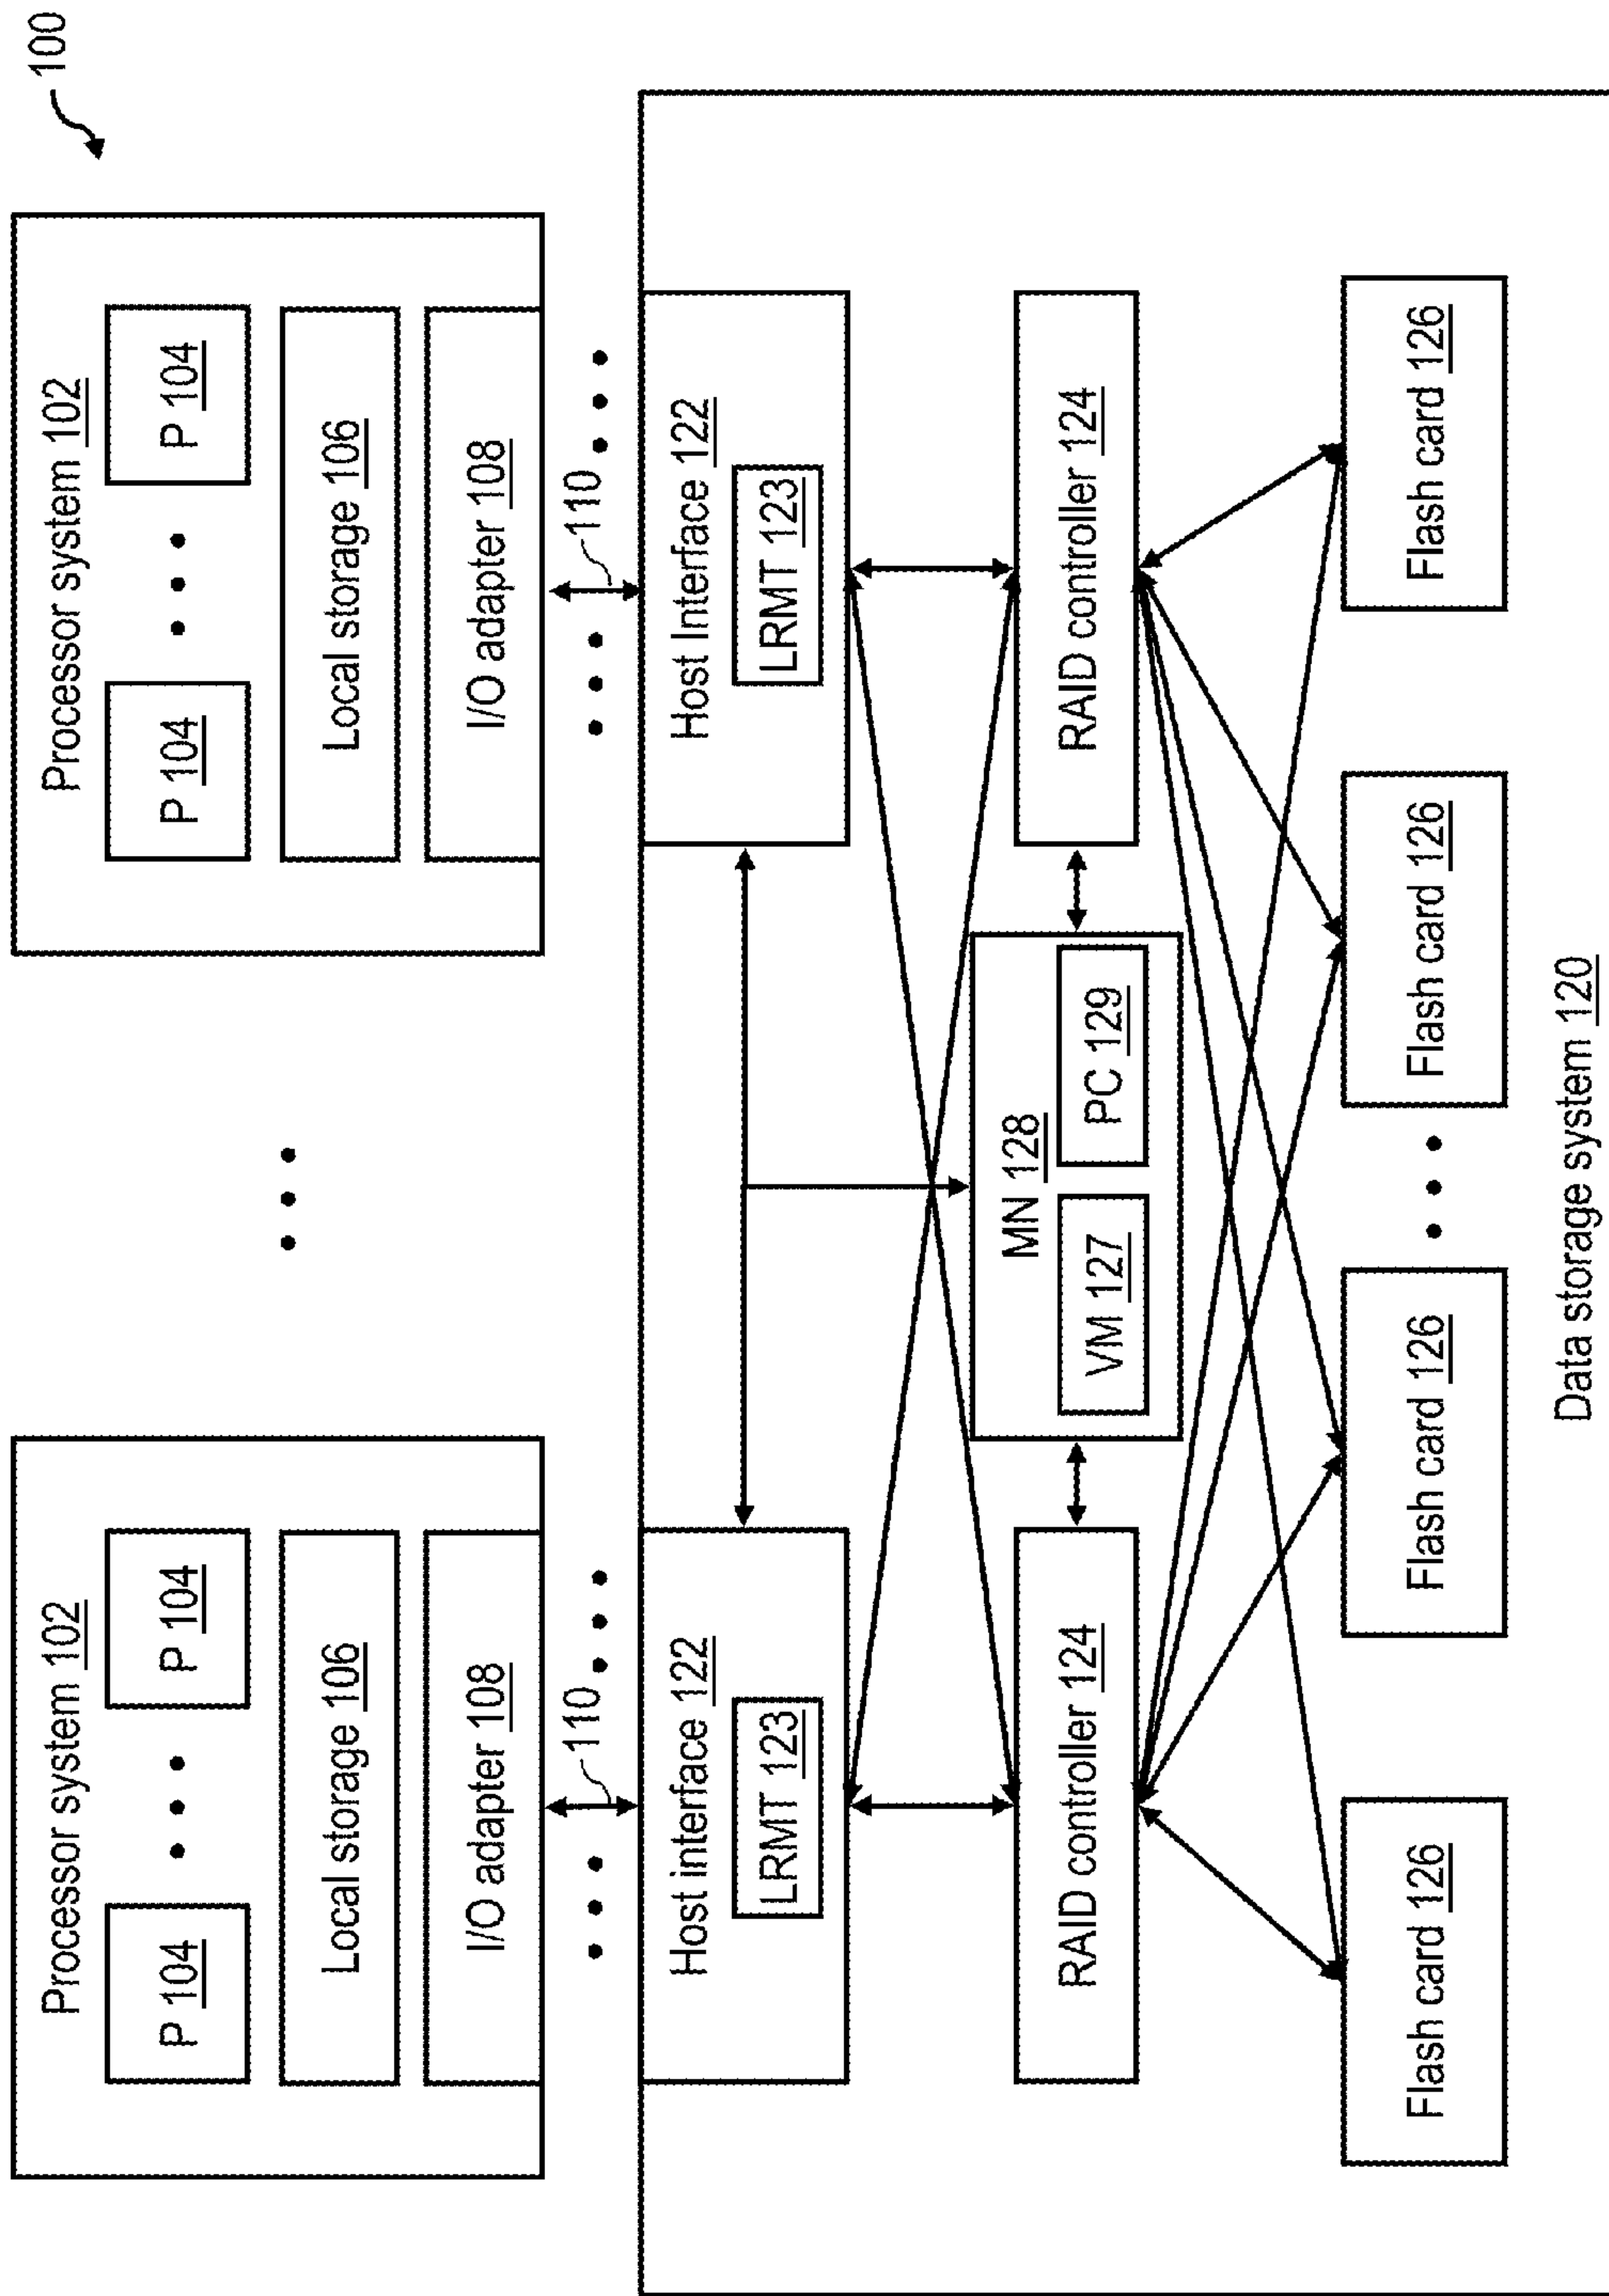 100
Processor system 102
P 104
P 104
Local storage 106
I/O adapter 108
110
Processor system 102
P 104
P 104
Local storage 106
I/O adapter 108
110
Host interface 122
LRMT 123
Host Interface 122
LRMT 123
MN 128
VM 127
PC 129
RAID controller 124
RAID controller 124
Flash card 126
Flash card 126
Flash card 126
Flash card 126
Data storage system 120